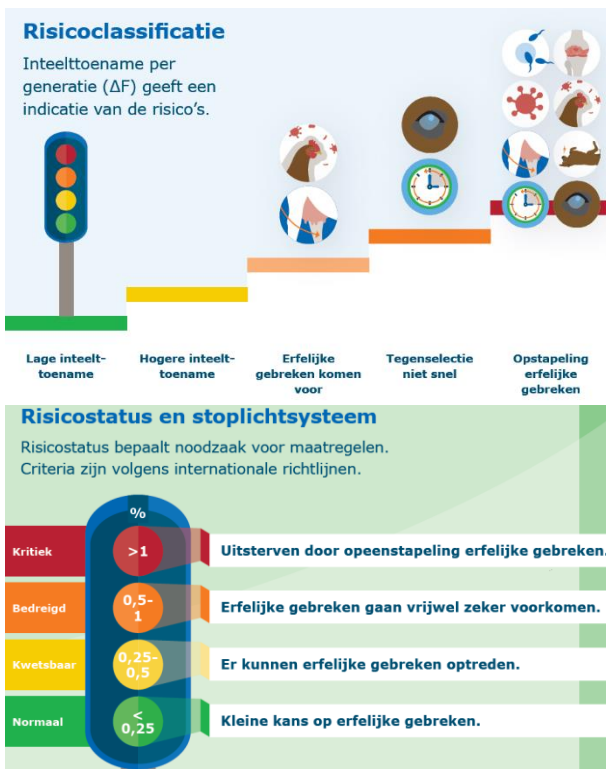 Risicoclassificatie
Inteelttoename per
generatie (ΔF) geeft een
indicatie van de risico's.
Lage inteelt-
toename
Hogere inteelt-
toename
Erfelijke
gebreken komen
voor
Tegenselectie
niet snel
Opstapeling
erfelijke
gebreken
Risicostatus en stoplichtsysteem
Risicostatus bepaalt noodzaak voor maatregelen.
Criteria zijn volgens internationale richtlijnen.
%
Kritiek
>1
Uitsterven door opeenstapeling erfelijke gebreken.
Bedreigd
0,5-
1
Erfelijke gebreken gaan vrijwel zeker voorkomen.
Kwetsbaar
0,25-
0,5
Er kunnen erfelijke gebreken optreden.
Normaal
<
0,25
Kleine kans op erfelijke gebreken.